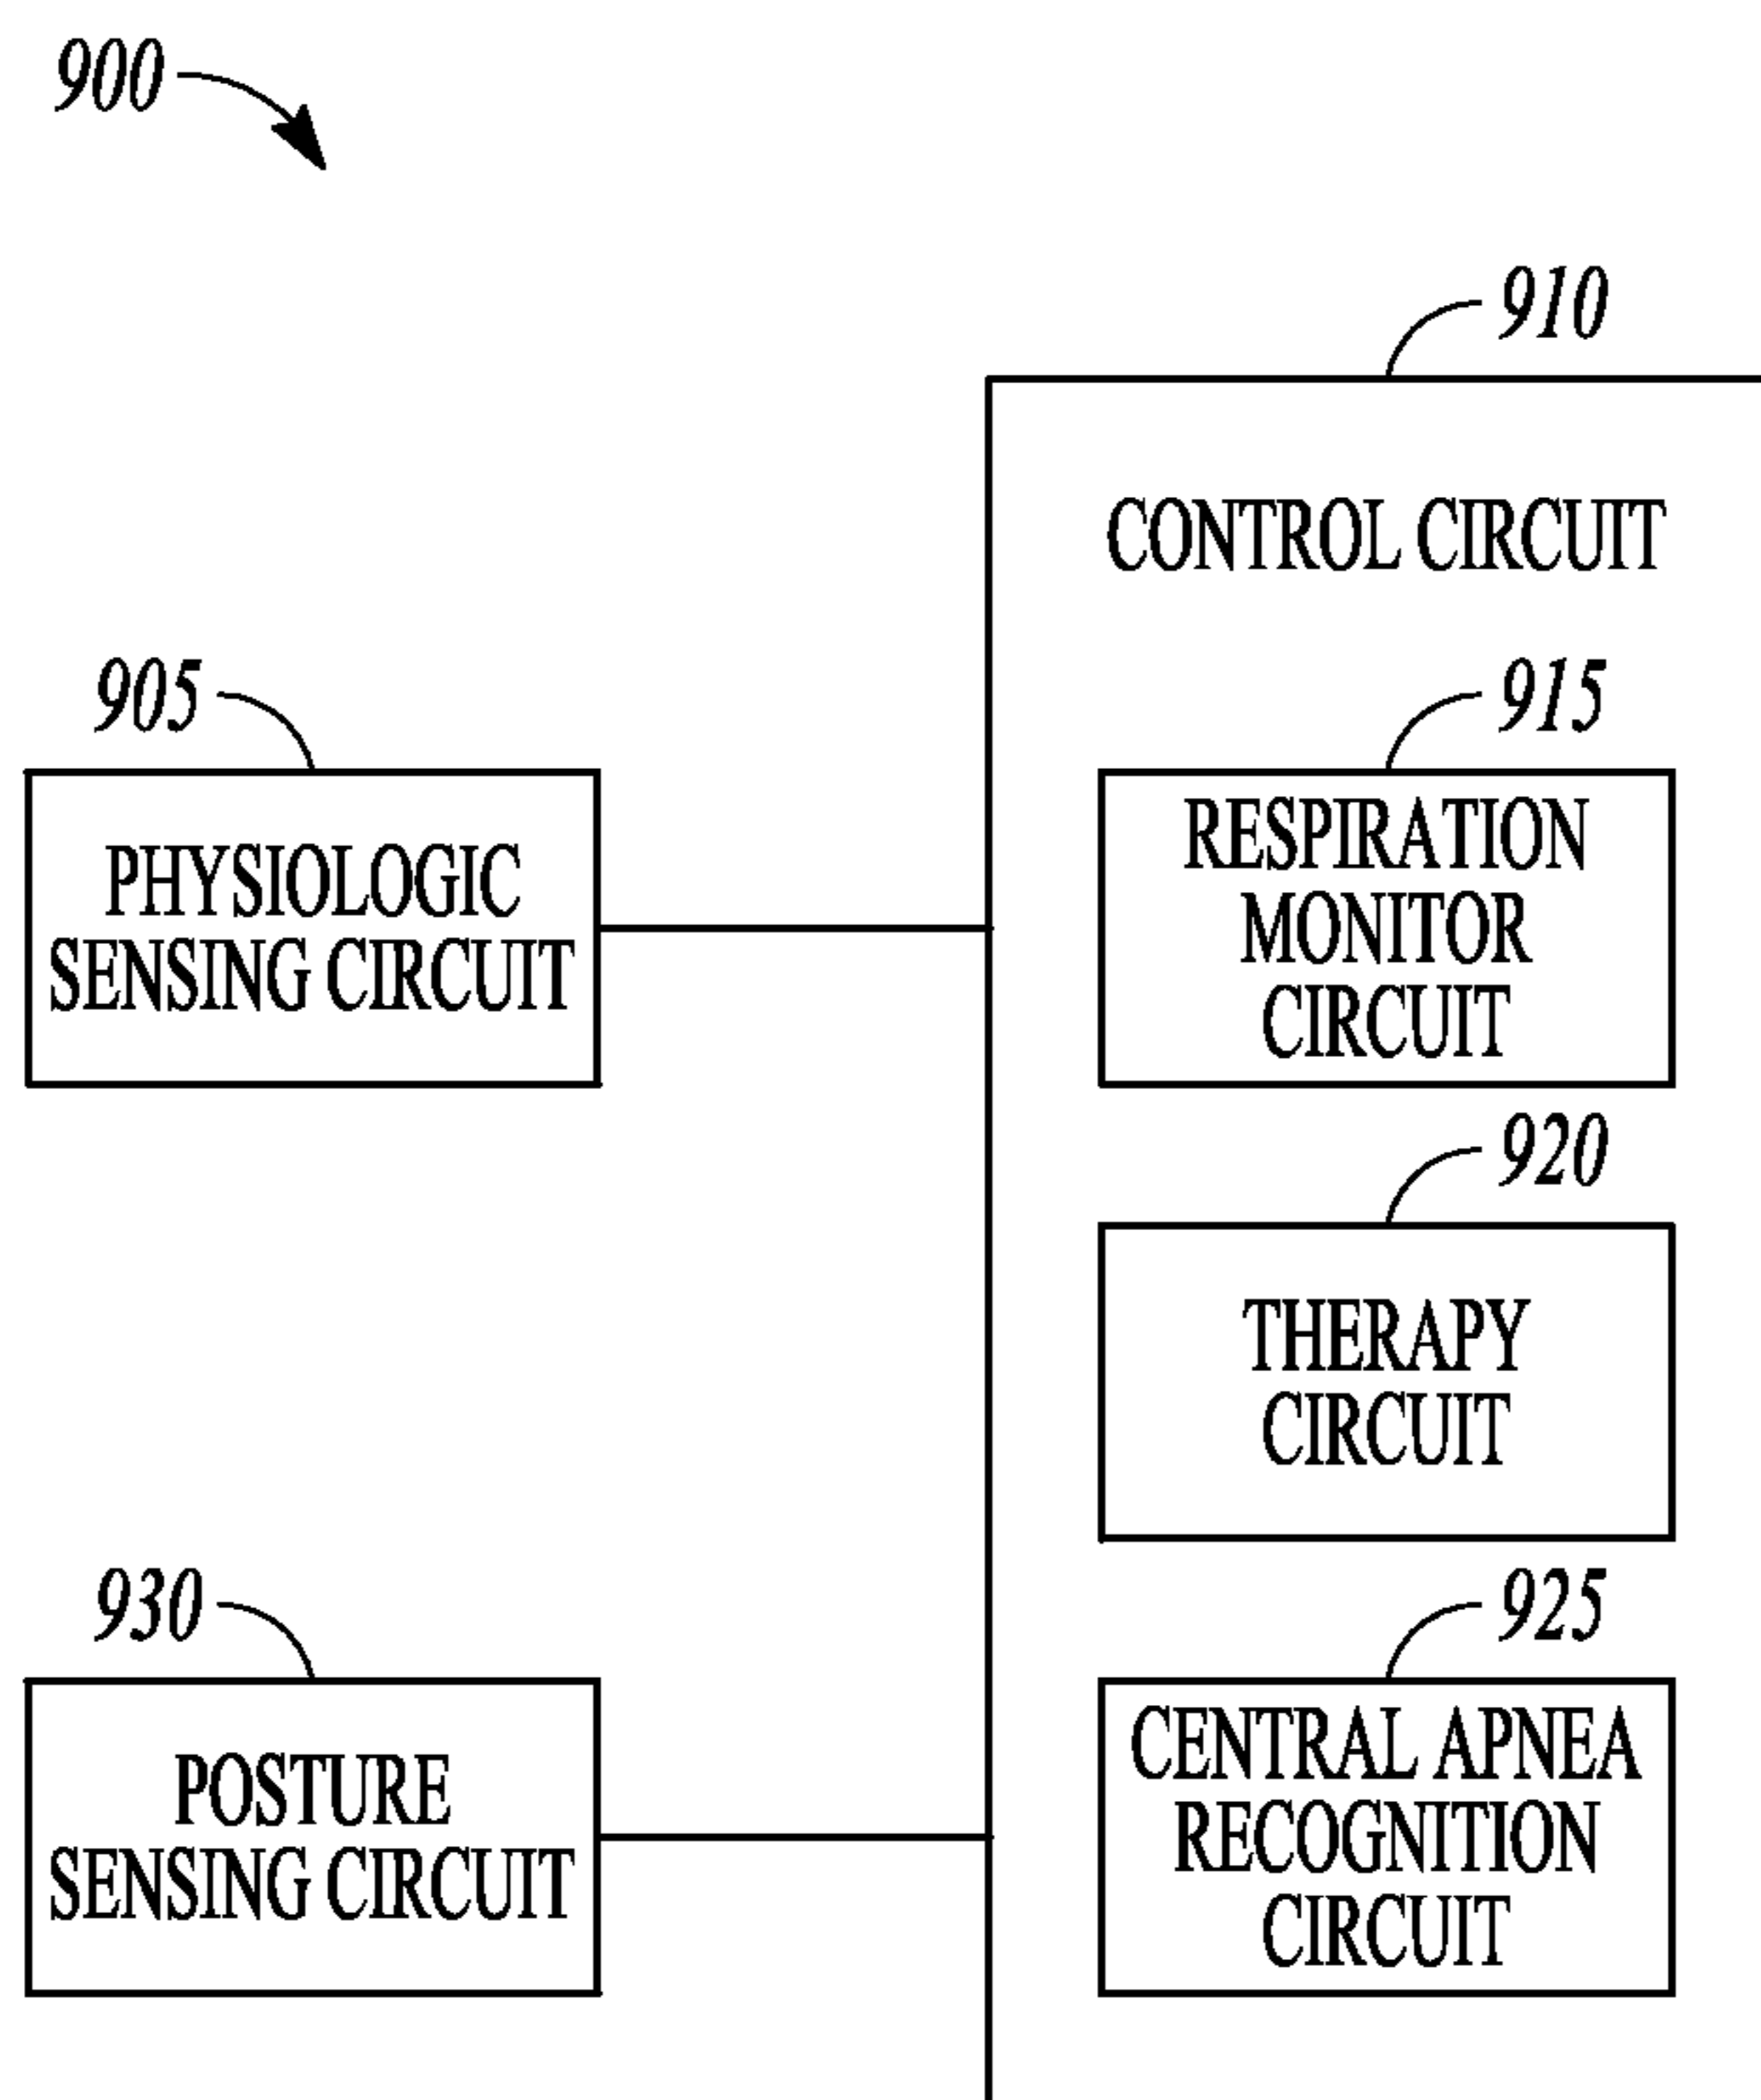 900
910
CONTROL CIRCUIT
905
PHYSIOLOGIC
SENSING CIRCUIT
915
RESPIRATION
MONITOR
CIRCUIT
920
THERAPY
CIRCUIT
930
POSTURE
SENSING CIRCUIT
925
CENTRAL APNEA
RECOGNITION
CIRCUIT